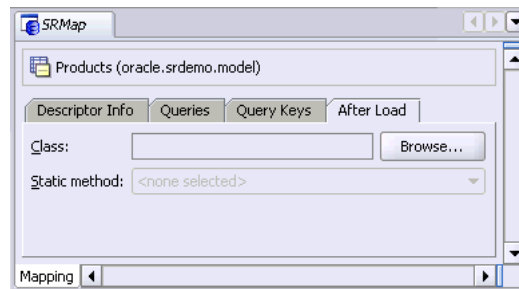 SRMap
Products (oracle.srdemo.model)
Descriptor Info Queries Query Keys After Load
Class: Browse...
Static method: <none selected>
Mapping